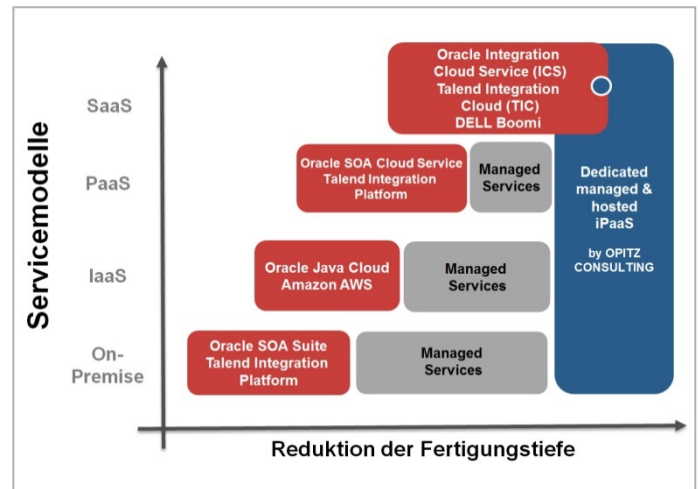 Servicemodelle
SaaS
Oracle Integration
Cloud Service (ICS)
Talend Integration
Cloud (TIC)
DELL Boomi
PaaS
Oracle SOA Cloud Service
Talend Integration
Platform
Managed
Services
Dedicated
managed &
hosted
iPaaS
by OPITZ
CONSULTING
IaaS
Oracle Java Cloud
Amazon AWS
Managed
Services
On-
Premise
Oracle SOA Suite
Talend Integration
Platform
Managed
Services
Reduktion der Fertigungstiefe